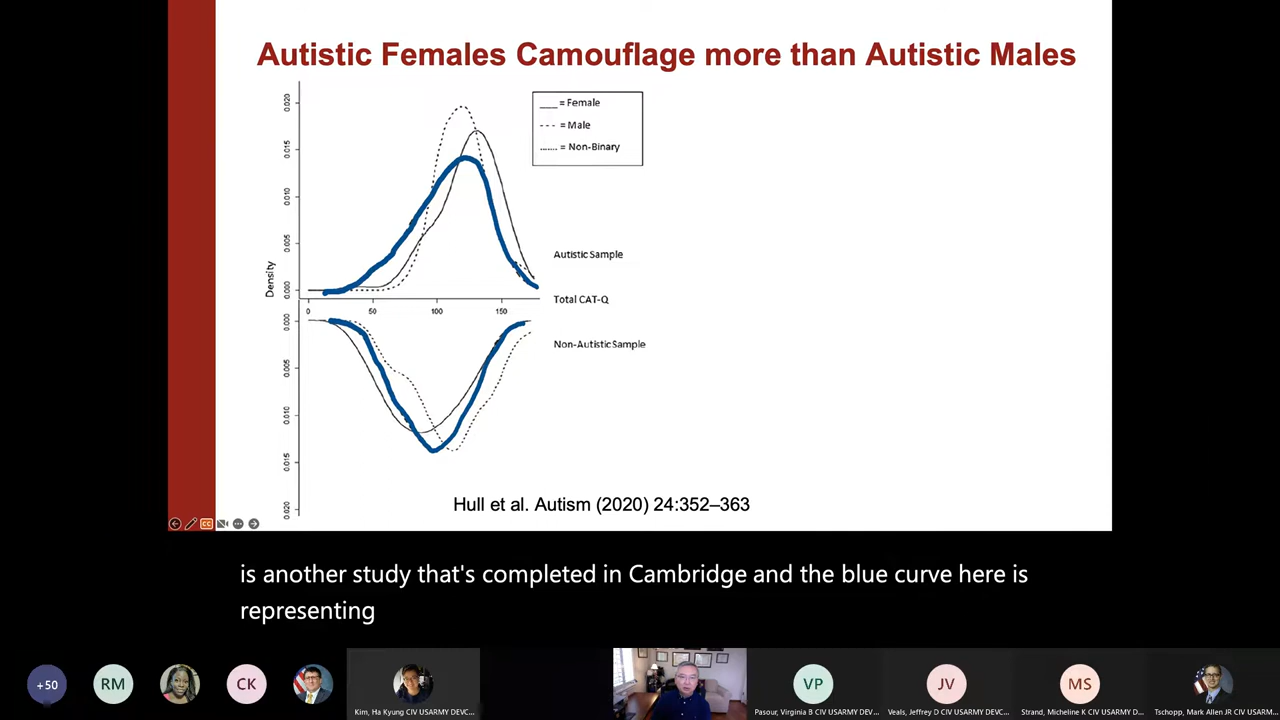 Autistic Females Camouflage more than Autistic Males
= Female
= Male
= Non-Binary
0.020
0.015
0.010
0.005
0.000
Density
Autistic Sample
Total CAT-Q
0 50 100 150
0.000
0.005
0.010
0.015
0.020
Non-Autistic Sample
Hull et al. Autism (2020) 24:352–363
CC
is another study that's completed in Cambridge and the blue curve here is
representing
+50
RM
CK
Kim, Ha Kyung CIV USARMY DEVC...
VP
Pasour, Virginia B CIV USARMY DEV...
JV
Veals, Jeffrey D CIV USARMY DEVC...
MS
Strand, Micheline K CIV USARMY D...
Tschopp, Mark Allen JR CIV USARM...